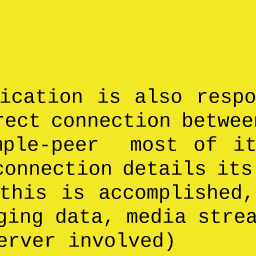 ication is also respo
rect connection between
mple-peer most of it
connection details its
this is accomplished,
ging data, media strea
erver involved)